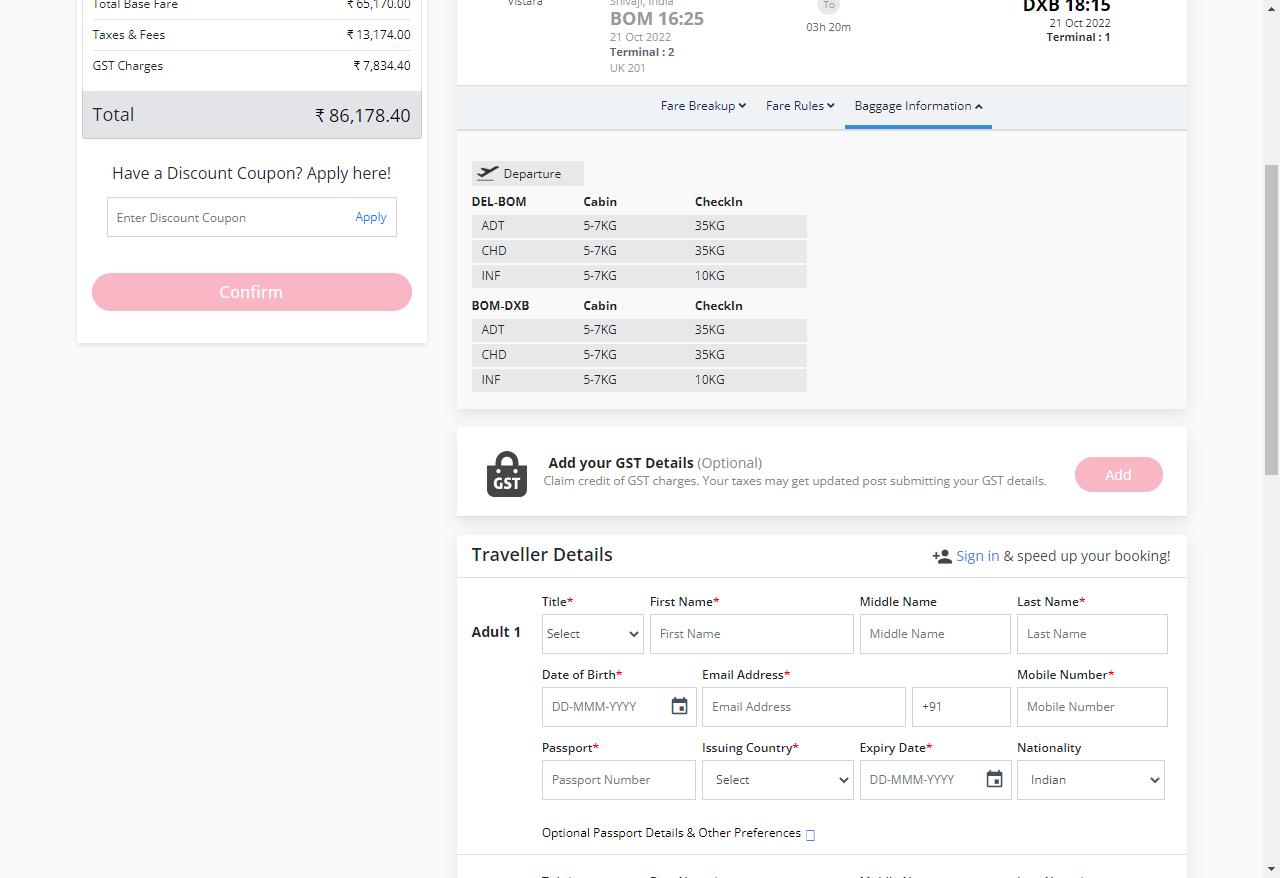 Total Base Fare ₹ 65,170.00
Taxes & Fees ₹ 13,174.00
GST Charges ₹ 7,834.40
Total ₹ 86,178.40
Have a Discount Coupon? Apply here!
Enter Discount Coupon Apply
Confirm
Vistara
Shivaji, India
BOM 16:25
21 Oct 2022
Terminal : 2
UK 201
To
03h 20m
DXB 18:15
21 Oct 2022
Terminal : 1
Fare Breakup Fare Rules Baggage Information
Departure
DEL-BOM Cabin CheckIn
ADT 5-7KG 35KG
CHD 5-7KG 35KG
INF 5-7KG 10KG
BOM-DXB Cabin CheckIn
ADT 5-7KG 35KG
CHD 5-7KG 35KG
INF 5-7KG 10KG
GST
Add your GST Details (Optional)
Claim credit of GST charges. Your taxes may get updated post submitting your GST details.
Add
Traveller Details Sign in & speed up your booking!
Title* First Name* Middle Name Last Name*
Adult 1 Select First Name Middle Name Last Name
Date of Birth* Email Address* Mobile Number*
DD-MMM-YYYY Email Address +91 Mobile Number
Passport* Issuing Country* Expiry Date* Nationality
Passport Number Select DD-MMM-YYYY Indian
Optional Passport Details & Other Preferences